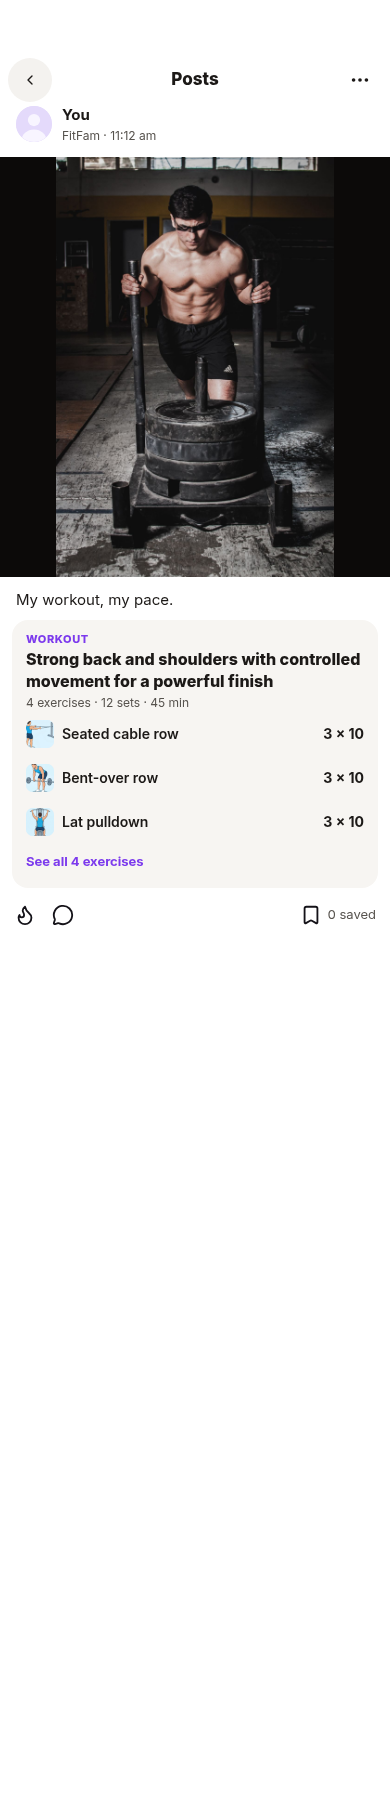 Posts
You
FitFam · 11:12 am
My workout, my pace.
WORKOUT
Strong back and shoulders with controlled
movement for a powerful finish
4 exercises · 12 sets · 45 min
Seated cable row 3 × 10
Bent-over row 3 × 10
Lat pulldown 3 × 10
See all 4 exercises
0 saved